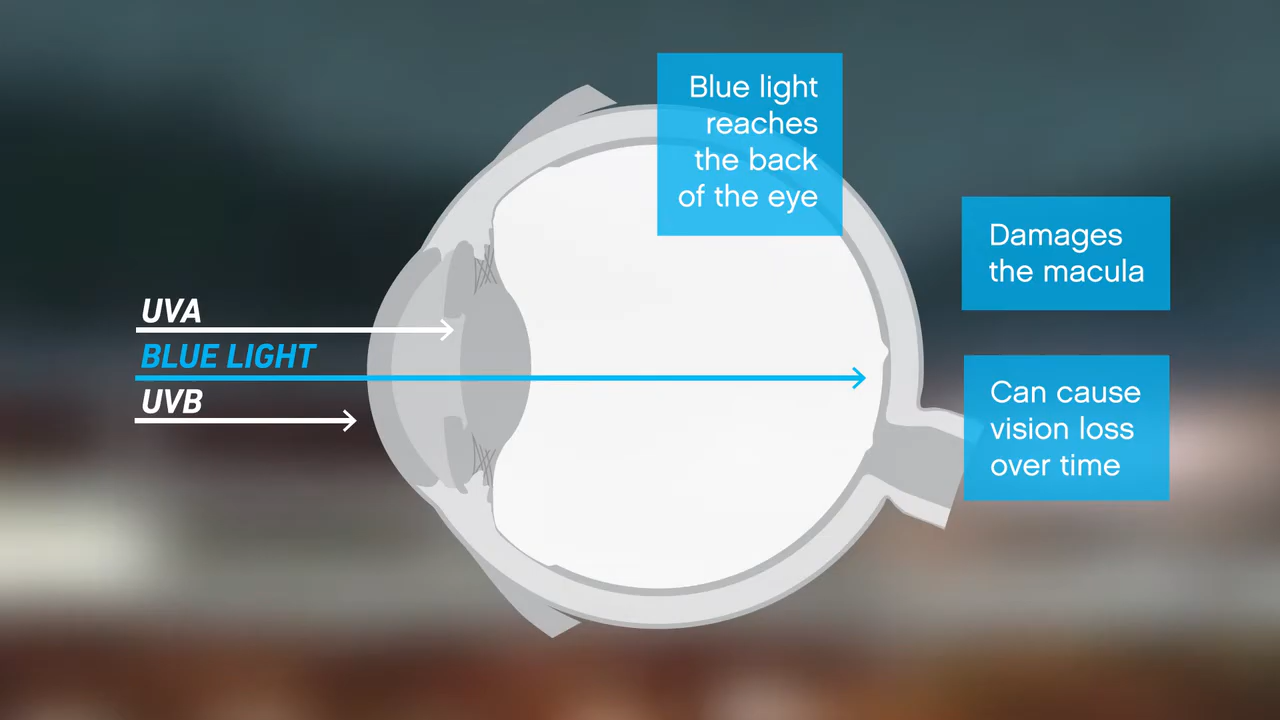 Blue light
reaches
the back
of the eye
Damages
the macula
UVA
BLUE LIGHT
UVB
Can cause
vision loss
over time